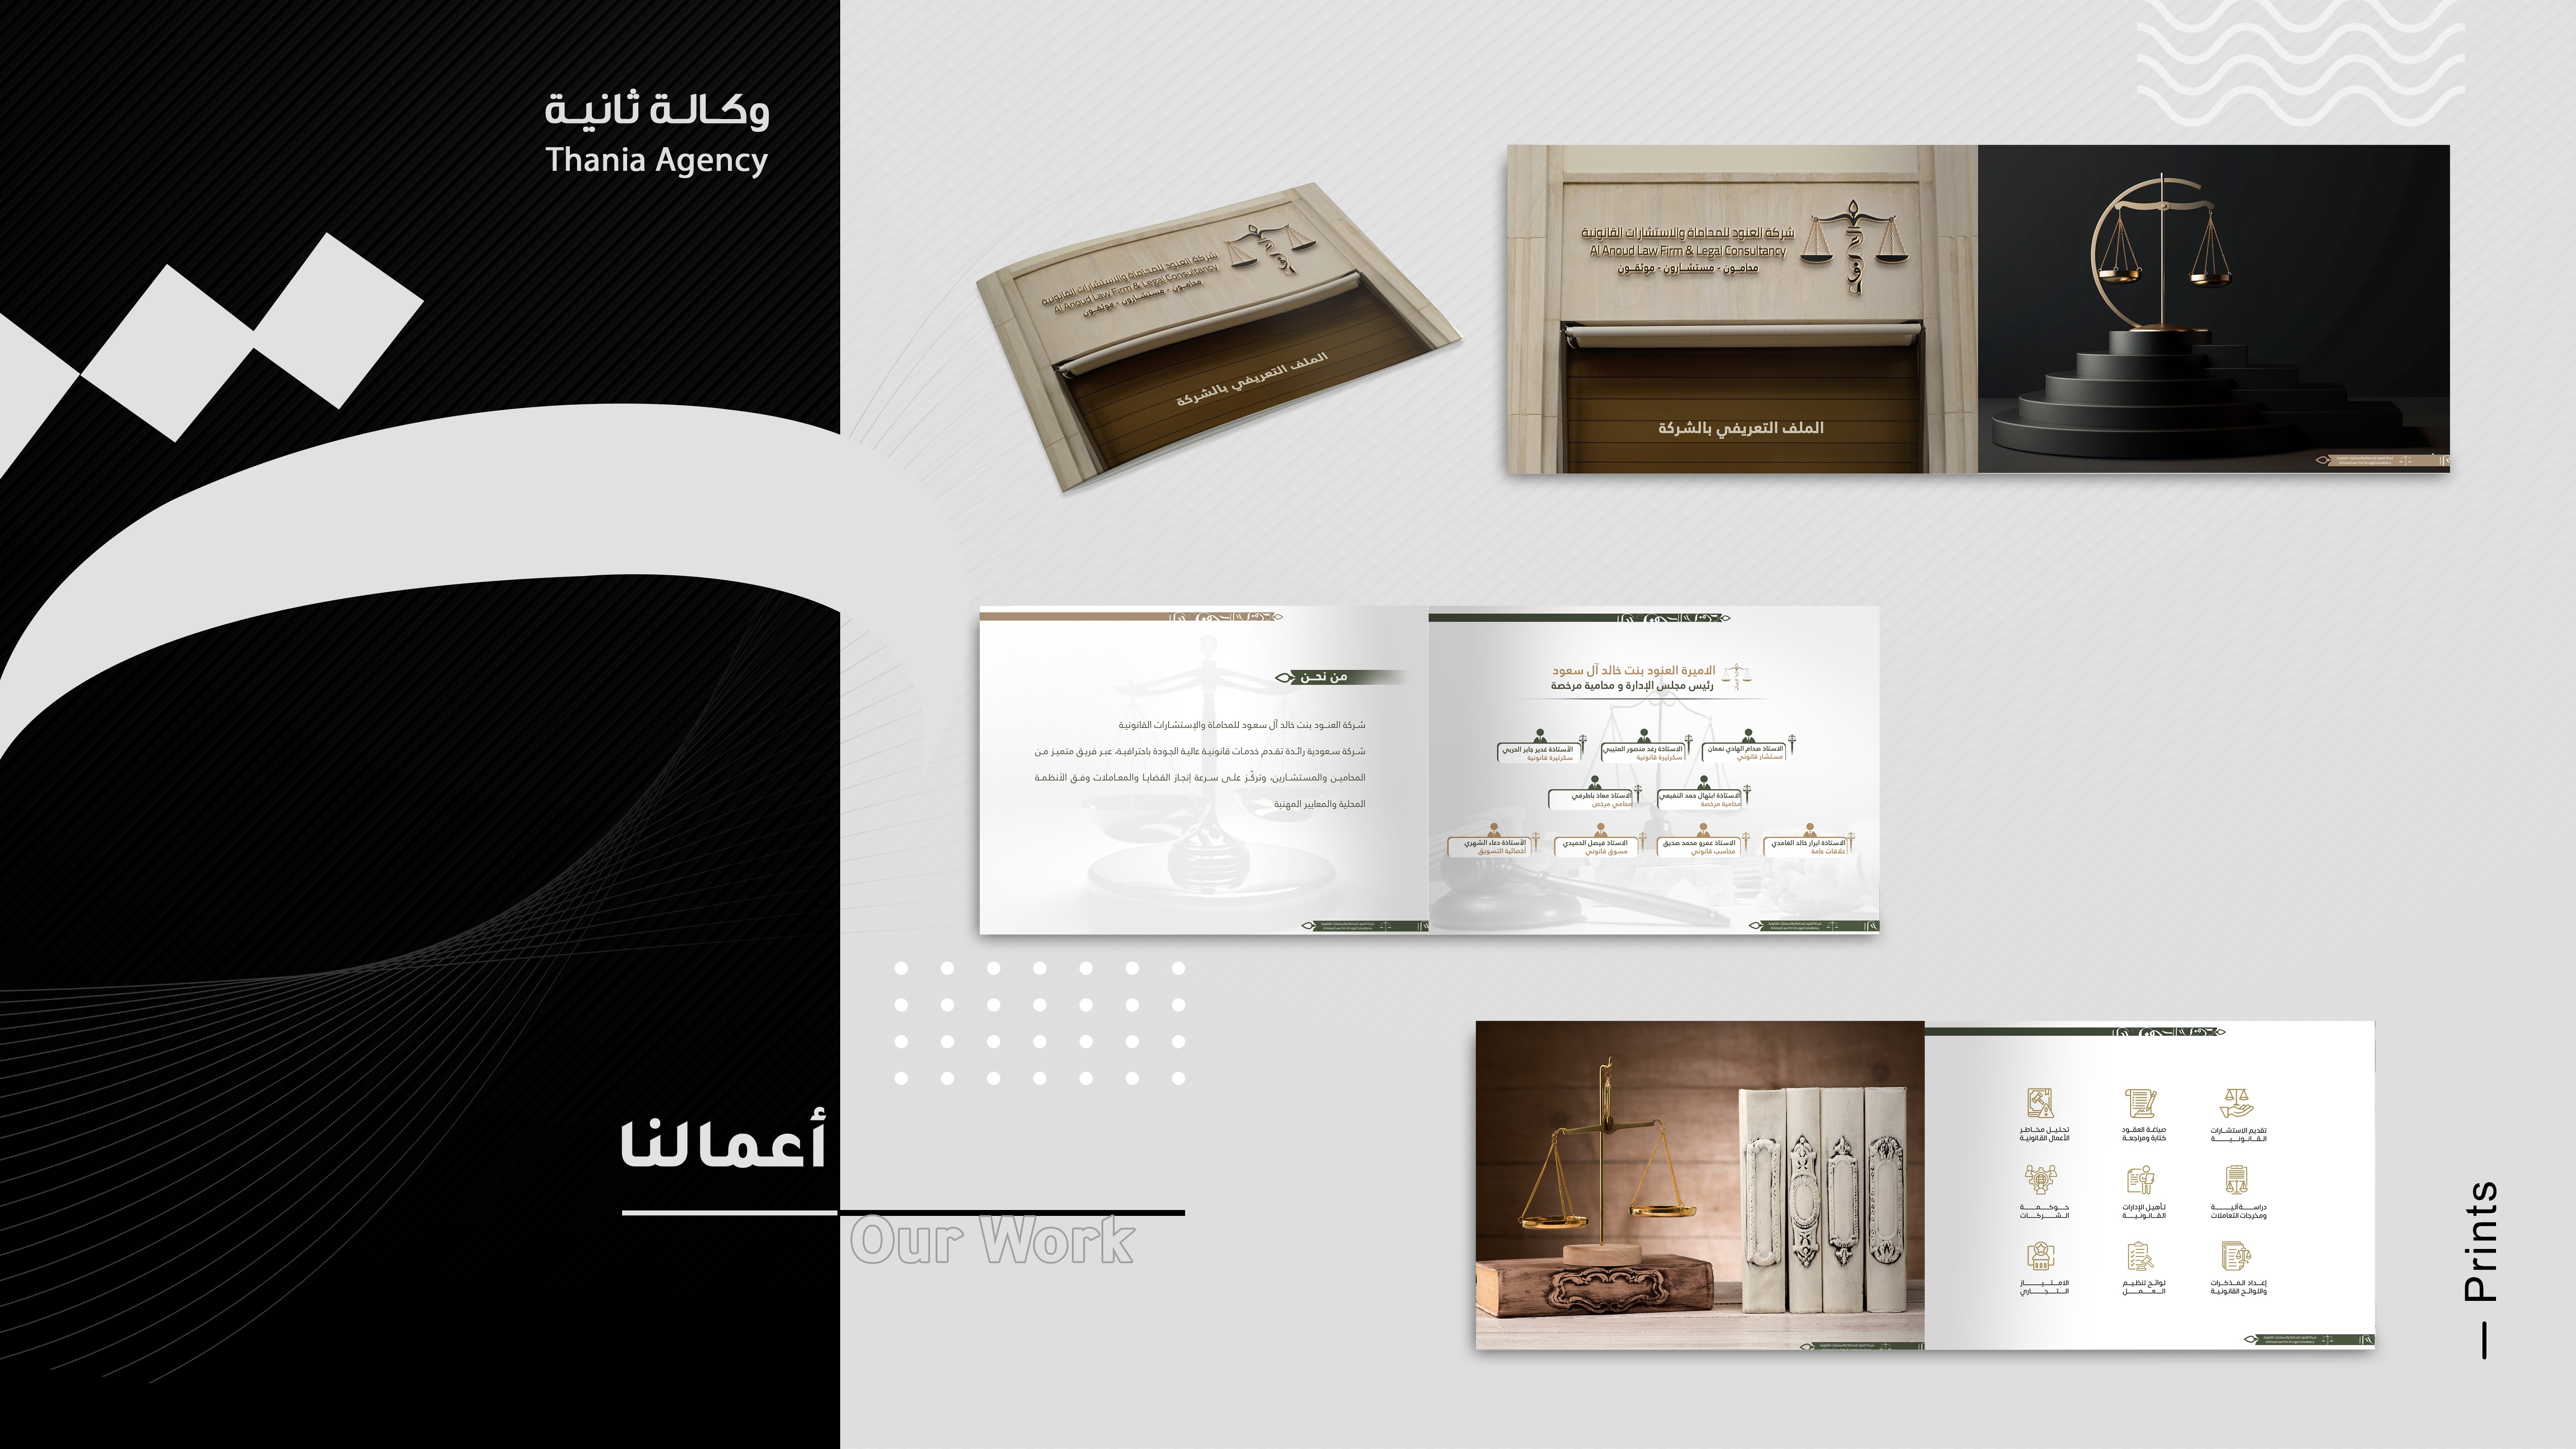 وكالة ثانية
Thania Agency
شركة العنود للمحاماة والاستشارات القانونية
Al Anoud Law Firm & Legal Consultancy
محامون - مستشارون - موثقون
الملف التعريفي بالشركة
شركة العنود للمحاماة والاستشارات القانونية
Al Anoud Law Firm & Legal Consultancy
محامون - مستشارون - موثقون
الملف التعريفي بالشركة
من نحن
شركة العنود بنت خالد آل سعود للمحاماة والإستشارات القانونية
شركة سعودية رائدة تقدم خدمات قانونية عالية الجودة باحترافية، عبر فريق متميز من
المحامين والمستشارين، وتركّز على سرعة إنجاز القضايا والمعاملات وفق الأنظمة
المحلية والمعايير المهنية
الاميرة العنود بنت خالد آل سعود
رئيس مجلس الإدارة و محامية مرخصة
الاستاذ صدام الهادي نعمان
مستشار قانوني
الاستاذة رغد منصور العتيبي
سكرتيرة قانونية
الأستاذة غدير جابر الحربي
سكرتيرة قانونية
الاستاذة ابتهال حمد النفيعي
محامية مرخصة
الاستاذ معاذ باطرفي
محامي مرخص
الاستاذة ابرار خالد الغامدي
علاقات عامة
الاستاذ عمرو محمد صديق
محاسب قانوني
الاستاذ فيصل الحميدي
مسوق قانوني
الأستاذة دعاء الشهري
أخصائية التسويق
تقديم الاستشارات
القانونية
صياغة العقود
كتابة ومراجعة
تحليل مخاطر
الأعمال القانونية
دراسة آلية
ومخرجات التعاملات
تأهيل الإدارات
القانونية
حوكمة
الشركات
إعداد المذكرات
واللوائح القانونية
لوائح تنظيم
العمل
الامتياز
التجاري
أعمالنا
Our Work
Prints